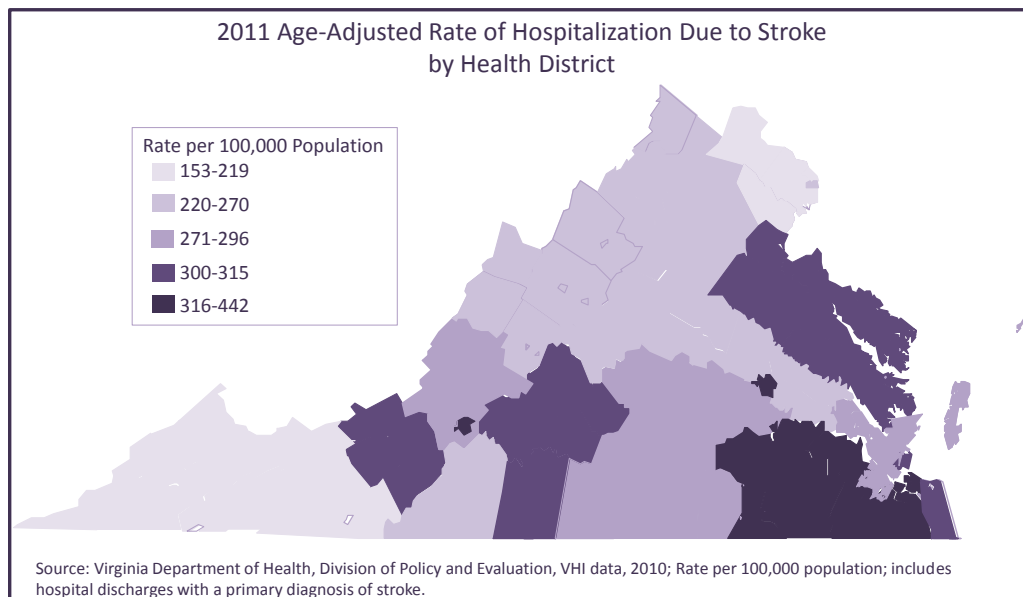 2011 Age-Adjusted Rate of Hospitalization Due to Stroke
by Health District
Rate per 100,000 Population
153-219
220-270
271-296
300-315
316-442
Source: Virginia Department of Health, Division of Policy and Evaluation, VHI data, 2010; Rate per 100,000 population; includes
hospital discharges with a primary diagnosis of stroke.